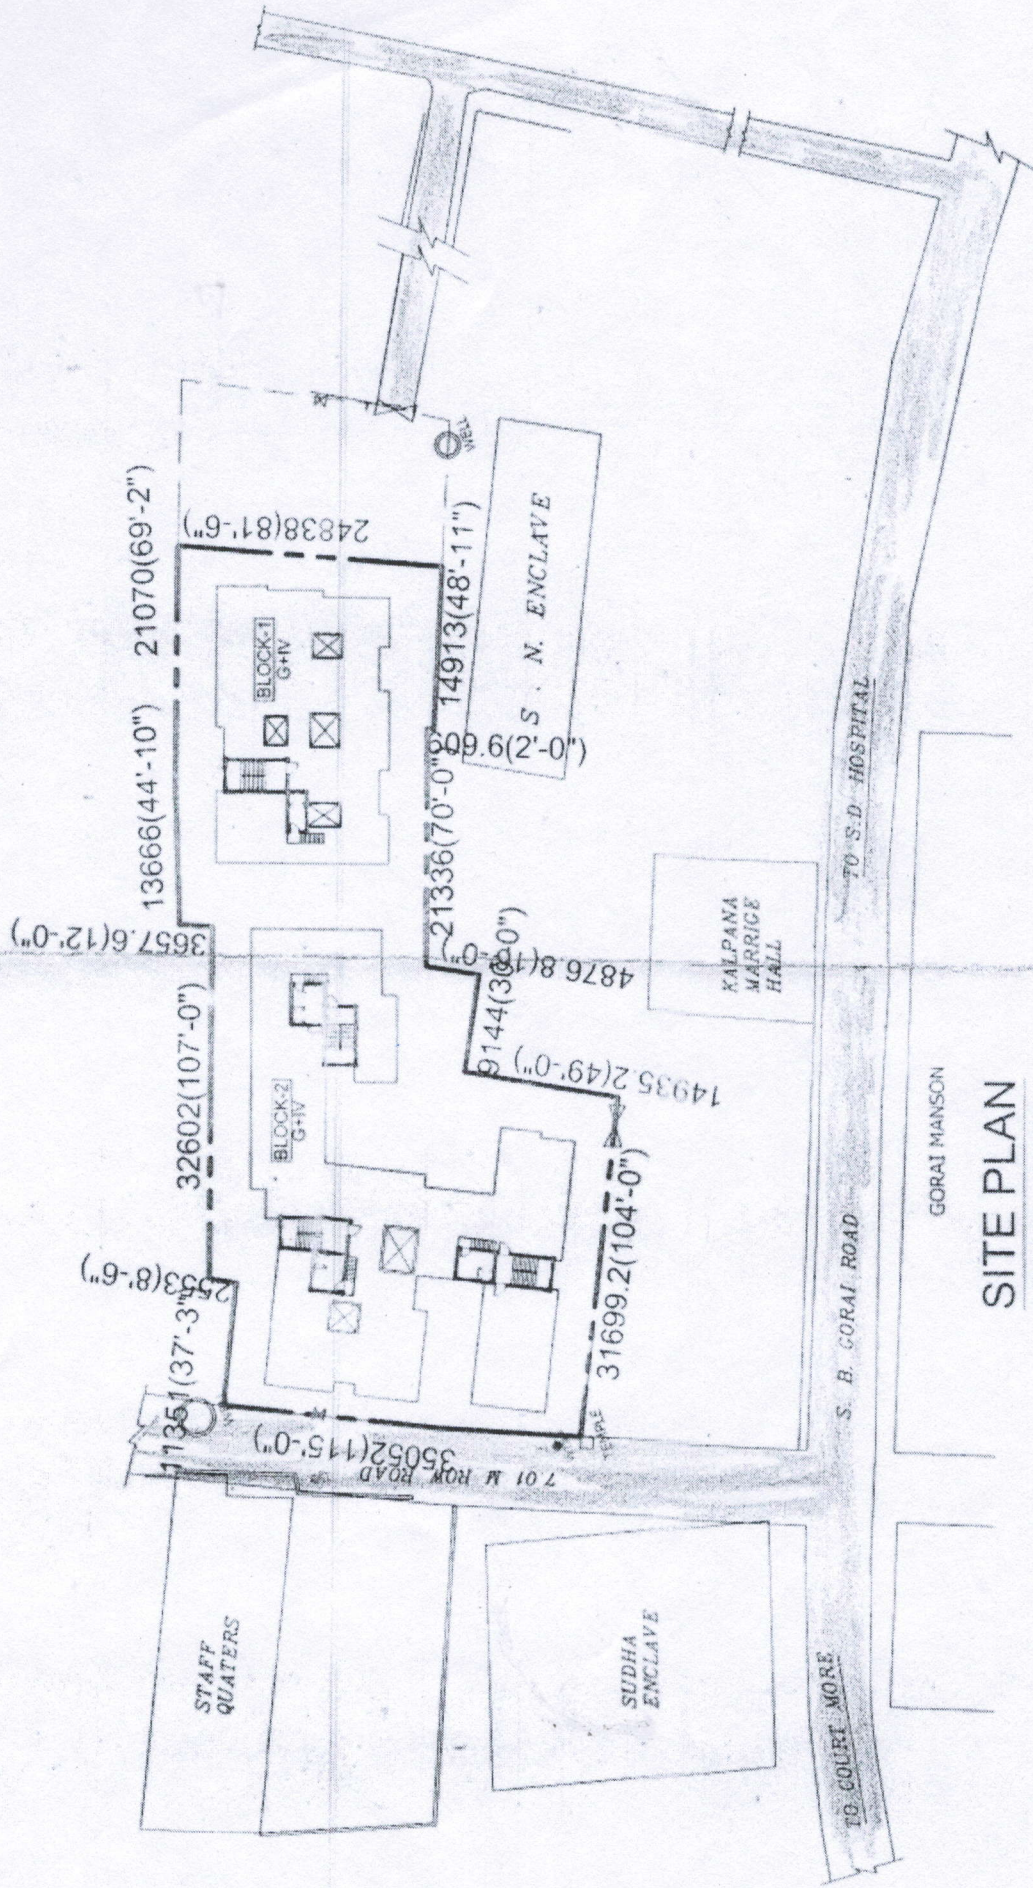 21070(69'-2")
13666(44'-10")
3657.6(12'-0")
32602(107'-0")
2553(8'-6")
11351(37'-3")
24838(81'-6")
BLOCK-1
G+IV
WELL
14913(48'-11")
609.6(2'-0")
21336(70'-0")
4876.8(
9144(30'-0")
14935.2(49'-0")
BLOCK-2
G+IV
31699.2(104'-0")
35052(115'-0")
7.01 M ROW ROAD
TEMPLE
S . N. ENCLAVE
KALPANA
MARRIGE
HALL
STAFF
QUATERS
SUDHA
ENCLAVE
TO COURT MORE
S. B. GORAI ROAD
TO S.D HOSPITAL
GORAI MANSON
SITE PLAN